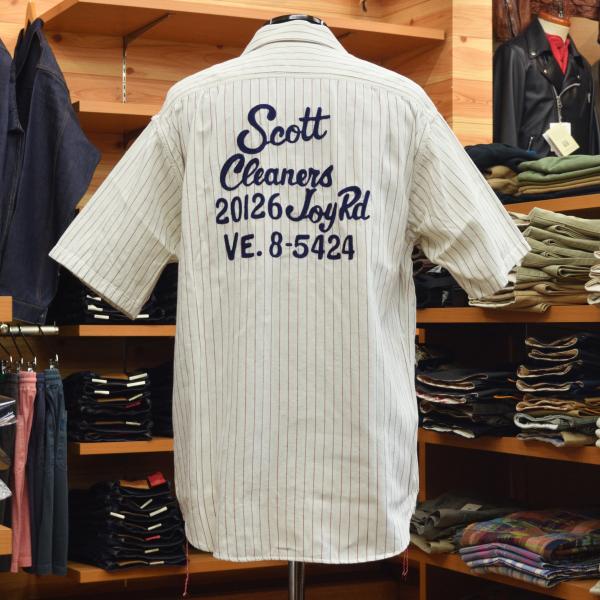 Scott
Cleaners
20126 Joy Rd
VE. 8-5424